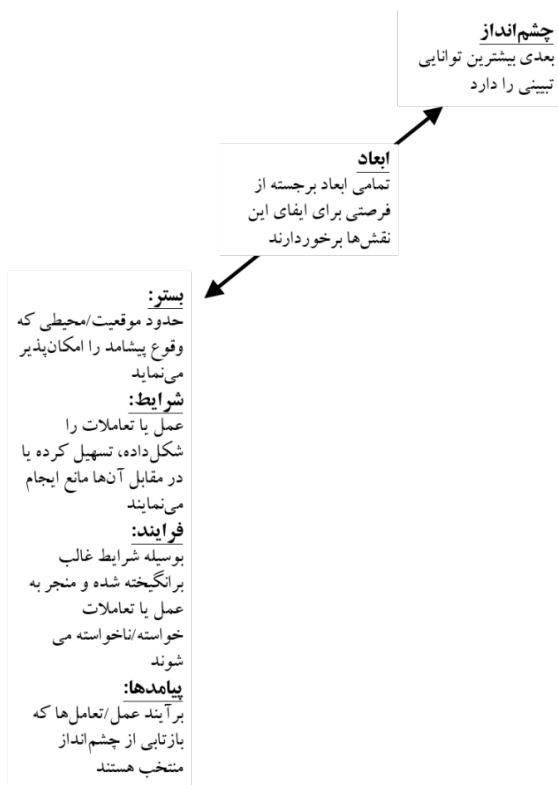 چشم‌انداز
بعدی بیشترین توانایی
تبیینی را دارد
ابعاد
تمامی ابعاد برجسته از
فرصتی برای ایفای این
نقش‌ها برخوردارند
بستر:
حدود موقعیت/محیطی که
وقوع پیشامد را امکان‌پذیر
می‌نماید
شرایط:
عمل یا تعاملات را
شکل‌داده، تسهیل کرده یا
در مقابل آن‌ها مانع ایجام
می‌نمایند
فرایند:
بوسیله شرایط غالب
برانگیخته شده و منجر به
عمل یا تعاملات
خواسته/ناخواسته می
شوند
پیامدها:
برآیند عمل/تعامل‌ها که
بازتابی از چشم‌انداز
منتخب هستند